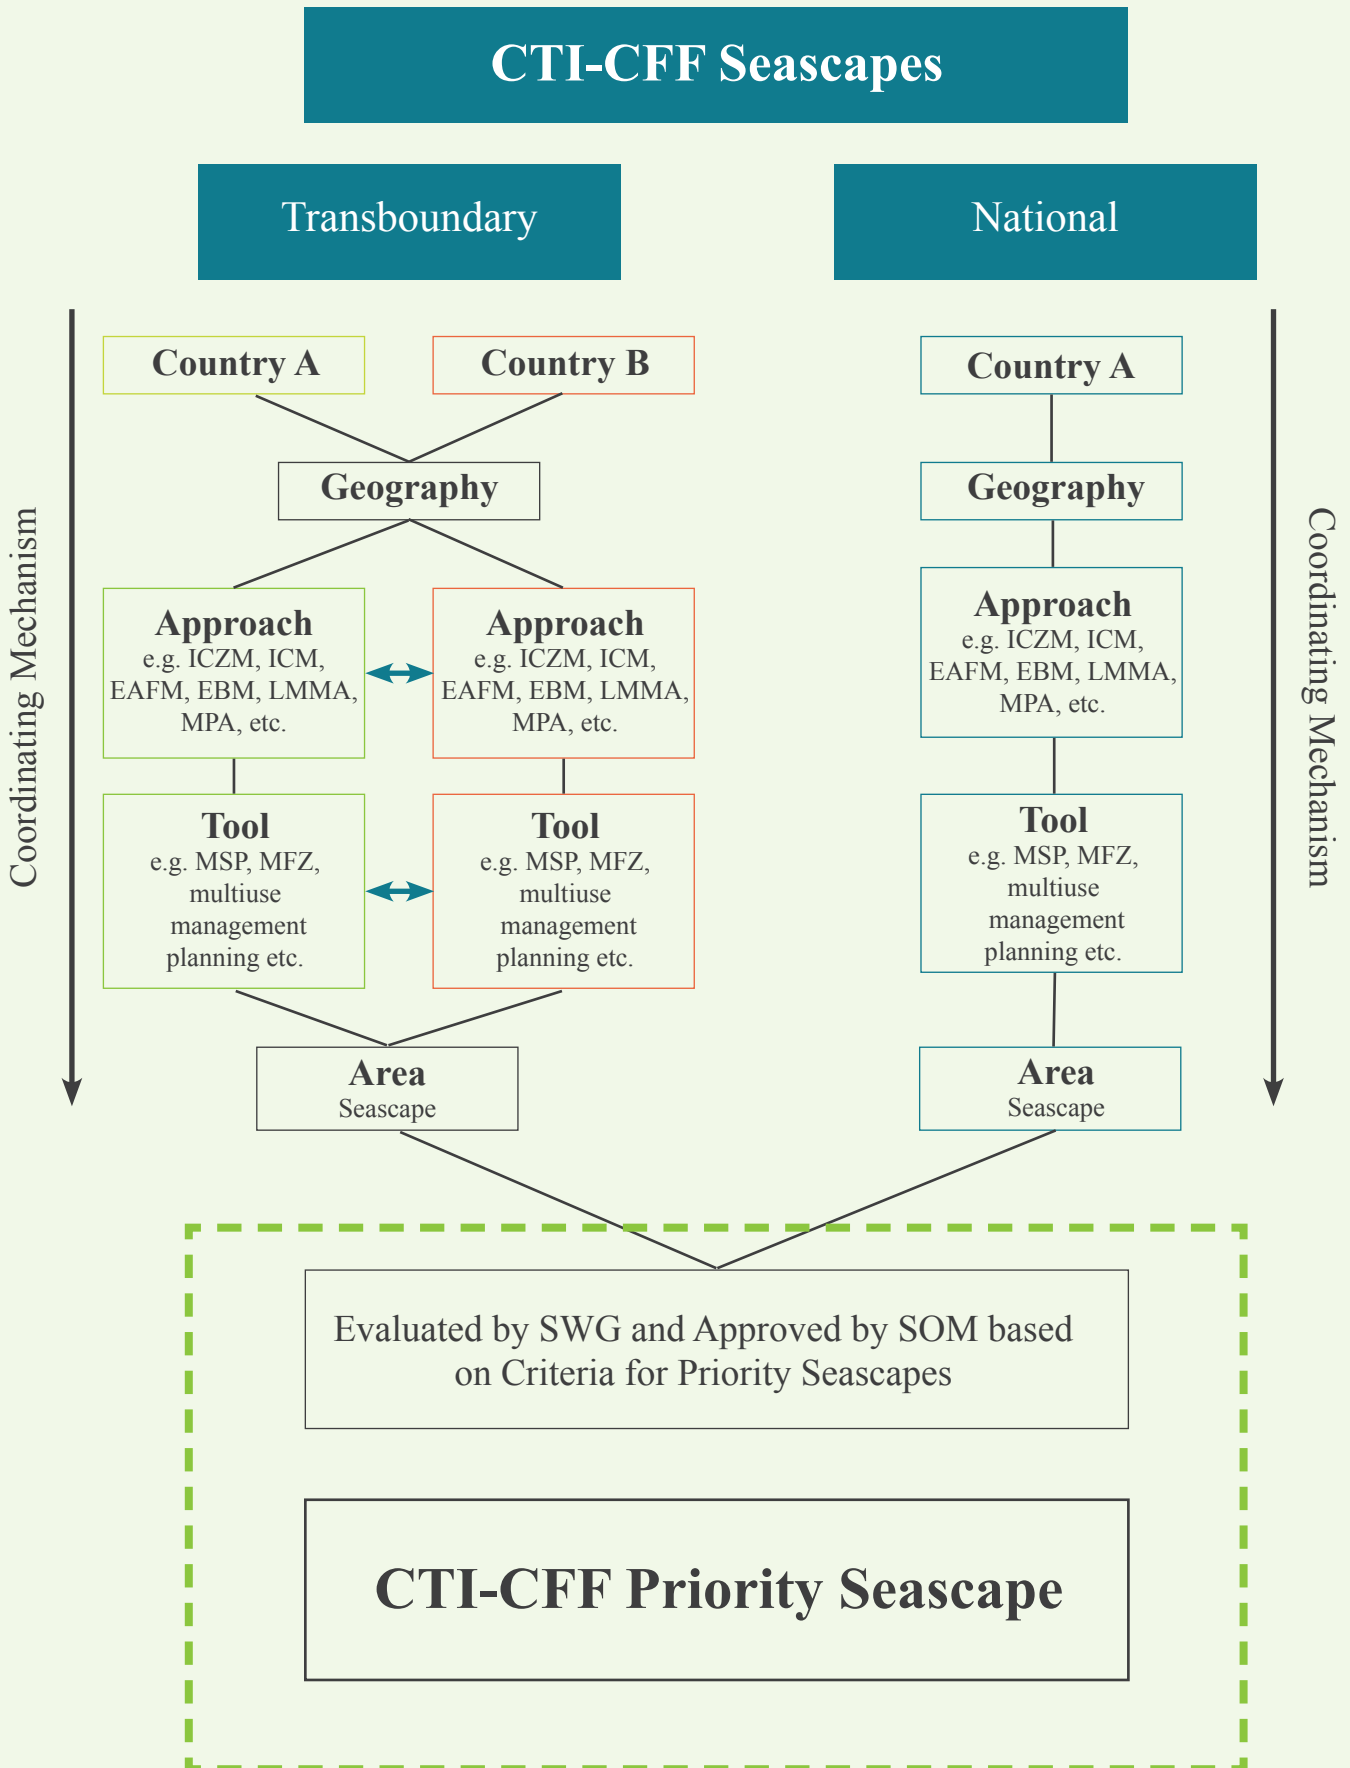 CTI-CFF Seascapes
Transboundary
National
Coordinating Mechanism
Country A
Country B
Geography
Approach
e.g. ICZM, ICM,
EAFM, EBM, LMMA,
MPA, etc.
Approach
e.g. ICZM, ICM,
EAFM, EBM, LMMA,
MPA, etc.
Tool
e.g. MSP, MFZ,
multiuse
management
planning etc.
Tool
e.g. MSP, MFZ,
multiuse
management
planning etc.
Area
Seascape
Country A
Geography
Approach
e.g. ICZM, ICM,
EAFM, EBM, LMMA,
MPA, etc.
Tool
e.g. MSP, MFZ,
multiuse
management
planning etc.
Area
Seascape
Coordinating Mechanism
Evaluated by SWG and Approved by SOM based
on Criteria for Priority Seascapes
CTI-CFF Priority Seascape